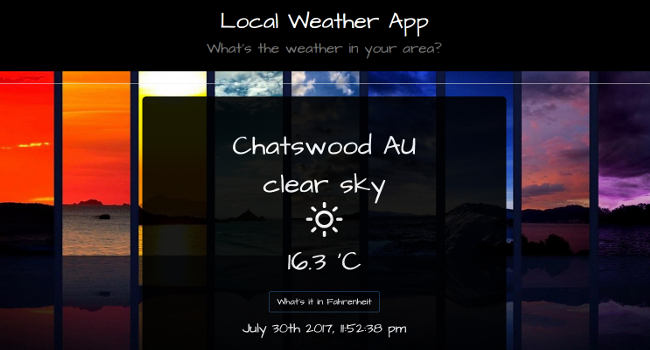 Local Weather App
What's the weather in your area?
Chatswood AU
clear sky
16.3 °C
What's it in Fahrenheit
July 30th 2017, 11:52:38 pm